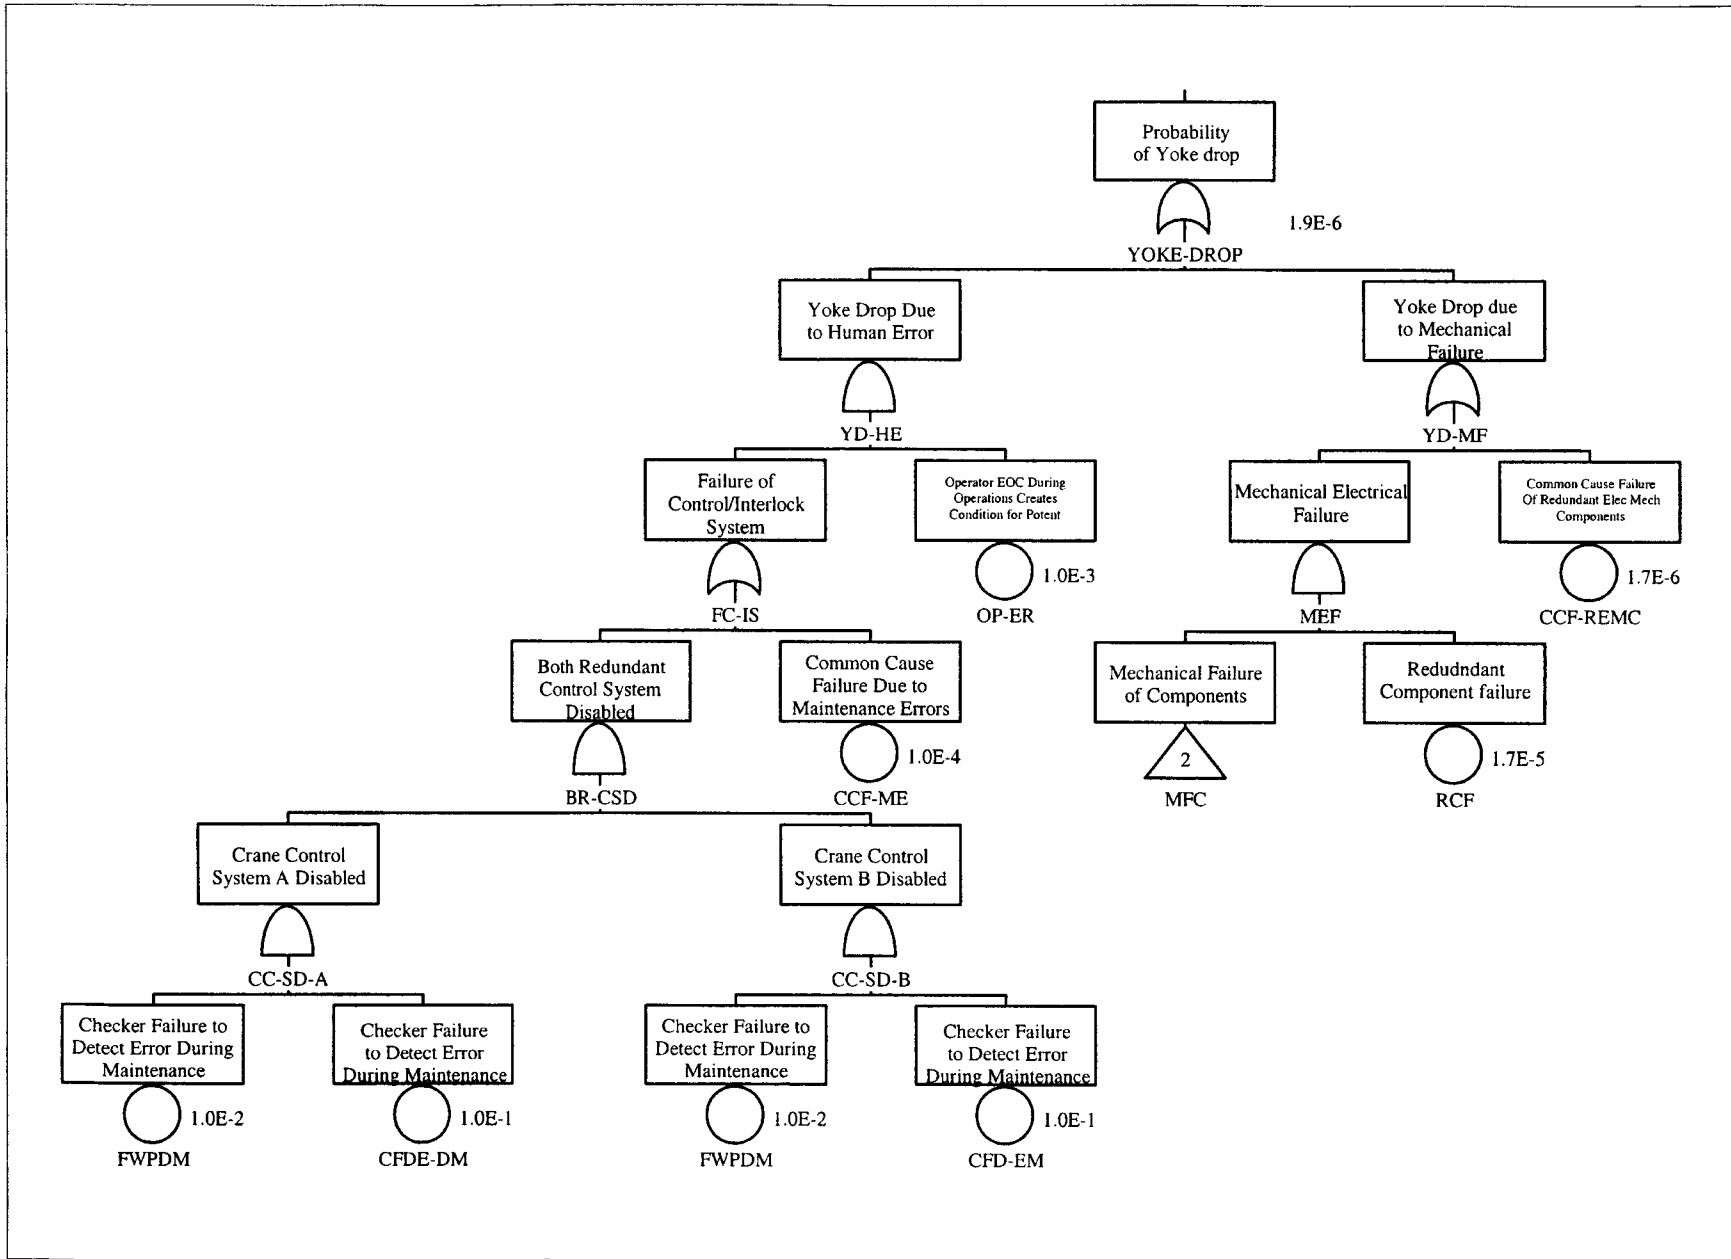 Probability
of Yoke drop
1.9E-6
YOKE-DROP
Yoke Drop Due
to Human Error
YD-HE
Yoke Drop due
to Mechanical
Failure
YD-MF
Failure of
Control/Interlock
System
FC-IS
Operator EOC During
Operations Creates
Condition for Potent
1.0E-3
OP-ER
Mechanical Electrical
Failure
MEF
Common Cause Failure
Of Redundant Elec Mech
Components
1.7E-6
CCF-REMC
Both Redundant
Control System
Disabled
BR-CSD
Common Cause
Failure Due to
Maintenance Errors
1.0E-4
CCF-ME
Mechanical Failure
of Components
2
MFC
Redudndant
Component failure
1.7E-5
RCF
Crane Control
System A Disabled
CC-SD-A
Crane Control
System B Disabled
CC-SD-B
Checker Failure to
Detect Error During
Maintenance
1.0E-2
FWPDM
Checker Failure
to Detect Error
During Maintenance
1.0E-1
CFDE-DM
Checker Failure to
Detect Error During
Maintenance
1.0E-2
FWPDM
Checker Failure
to Detect Error
During Maintenance
1.0E-1
CFD-EM